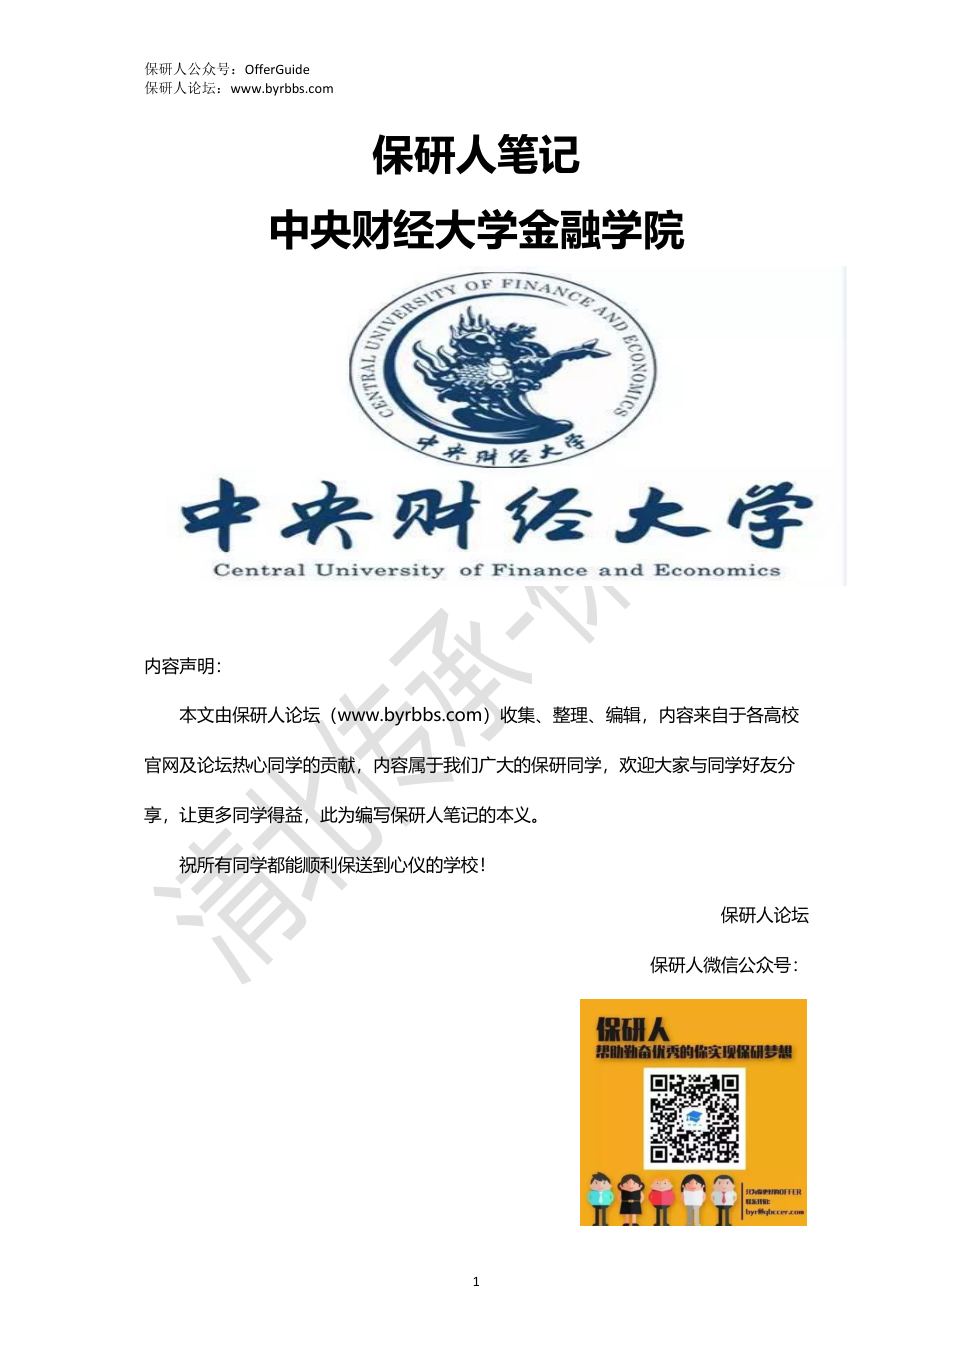 保研人公众号：OfferGuide
保研人论坛：www.byrbbs.com
保研人笔记
中央财经大学金融学院
CENTRAL UNIVERSITY OF FINANCE AND ECONOMICS
中央财经大学
中央财经大学
Central University of Finance and Economics
清北传承-保
内容声明：
本文由保研人论坛（www.byrbbs.com）收集、整理、编辑，内容来自于各高校
官网及论坛热心同学的贡献，内容属于我们广大的保研同学，欢迎大家与同学好友分
享，让更多同学得益，此为编写保研人笔记的本义。
祝所有同学都能顺利保送到心仪的学校！
保研人论坛
保研人微信公众号：
保研人
帮助勤奋优秀的你实现保研梦想
1